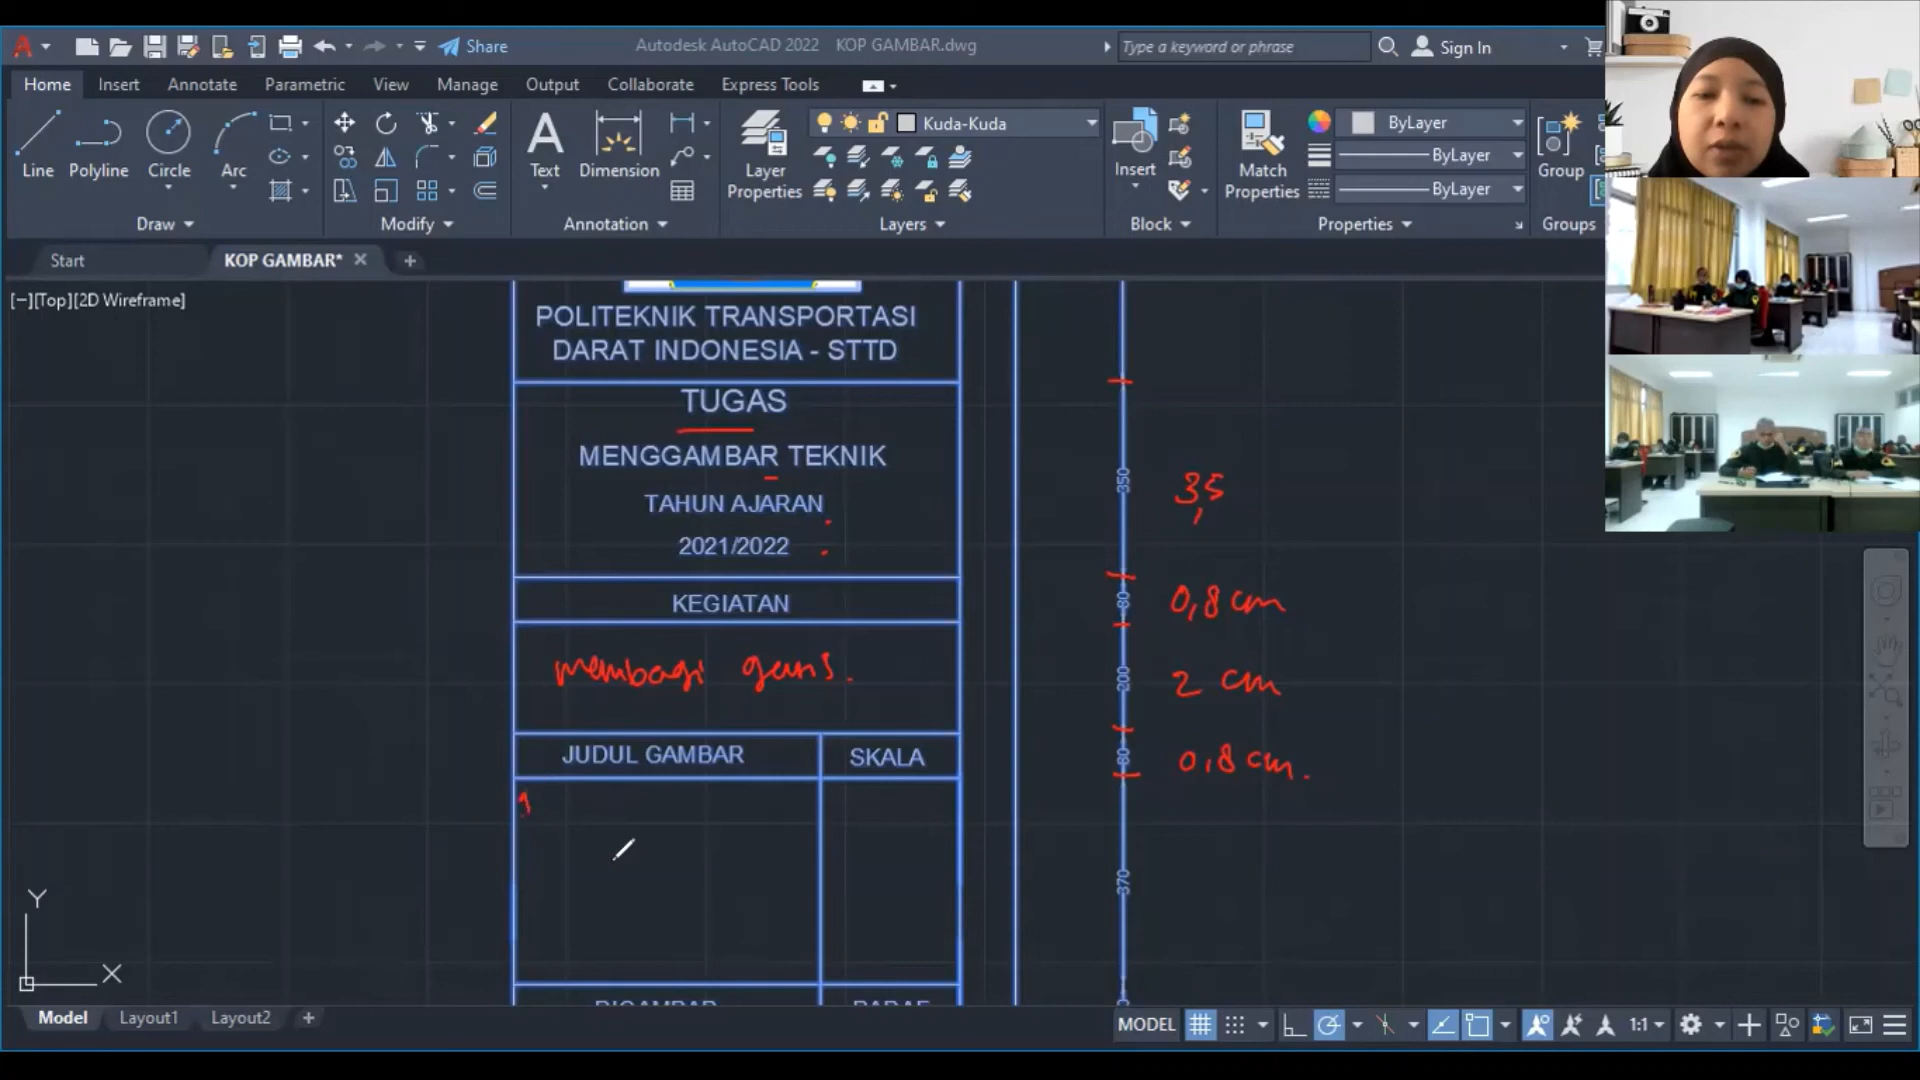 Share
Autodesk AutoCAD 2022 KOP GAMBAR.dwg
Type a keyword or phrase
Sign In
Home Insert Annotate Parametric View Manage Output Collaborate Express Tools
Line Polyline Circle Arc
Text Dimension
Layer Properties
Kuda-Kuda
Insert
Match Properties
ByLayer
ByLayer
ByLayer
Group
Draw Modify Annotation Layers Block Properties Groups
Start KOP GAMBAR*
[−][Top][2D Wireframe]
POLITEKNIK TRANSPORTASI
DARAT INDONESIA - STTD
TUGAS
MENGGAMBAR TEKNIK
TAHUN AJARAN
2021/2022
350
3,5
KEGIATAN
80
0,8 cm
membagi garis.
200
2 cm
JUDUL GAMBAR SKALA
80
0,8 cm.
1
370
Y
X
Model Layout1 Layout2
MODEL
1:1